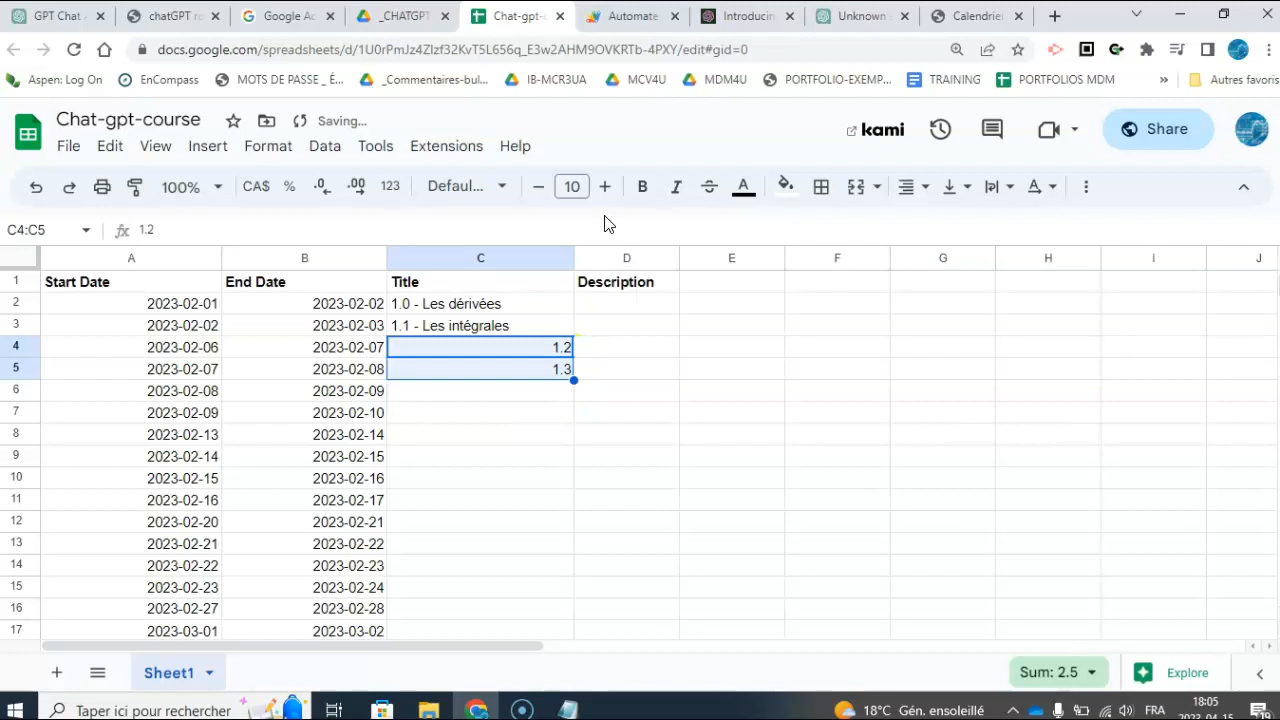 GPT Chat chatGPT ro Google Ac _CHATGPT Chat-gpt- Automate Introducin Unknown Calendrie
docs.google.com/spreadsheets/d/1U0rPmJz4Zlzf32KvT5L656q_E3w2AHM9OVKRTb-4PXY/edit#gid=0
Aspen: Log On EnCompass MOTS DE PASSE _ É... _Commentaires-bul... IB-MCR3UA MCV4U MDM4U PORTFOLIO-EXEMP... TRAINING PORTFOLIOS MDM » Autres favoris
Chat-gpt-course Saving... kami Share
File Edit View Insert Format Data Tools Extensions Help
100% CA$ % .0 .00 123 Defaul... − 10 + B I S A
C4:C5 fx 1.2
A B C D E F G H I J
1 Start Date End Date Title Description
2 2023-02-01 2023-02-02 1.0 - Les dérivées
3 2023-02-02 2023-02-03 1.1 - Les intégrales
4 2023-02-06 2023-02-07 1.2
5 2023-02-07 2023-02-08 1.3
6 2023-02-08 2023-02-09
7 2023-02-09 2023-02-10
8 2023-02-13 2023-02-14
9 2023-02-14 2023-02-15
10 2023-02-15 2023-02-16
11 2023-02-16 2023-02-17
12 2023-02-20 2023-02-21
13 2023-02-21 2023-02-22
14 2023-02-22 2023-02-23
15 2023-02-23 2023-02-24
16 2023-02-27 2023-02-28
17 2023-03-01 2023-03-02
Sheet1 Sum: 2.5 Explore
Taper ici pour rechercher 18°C Gén. ensoleillé FRA 18:05
2023-04-15